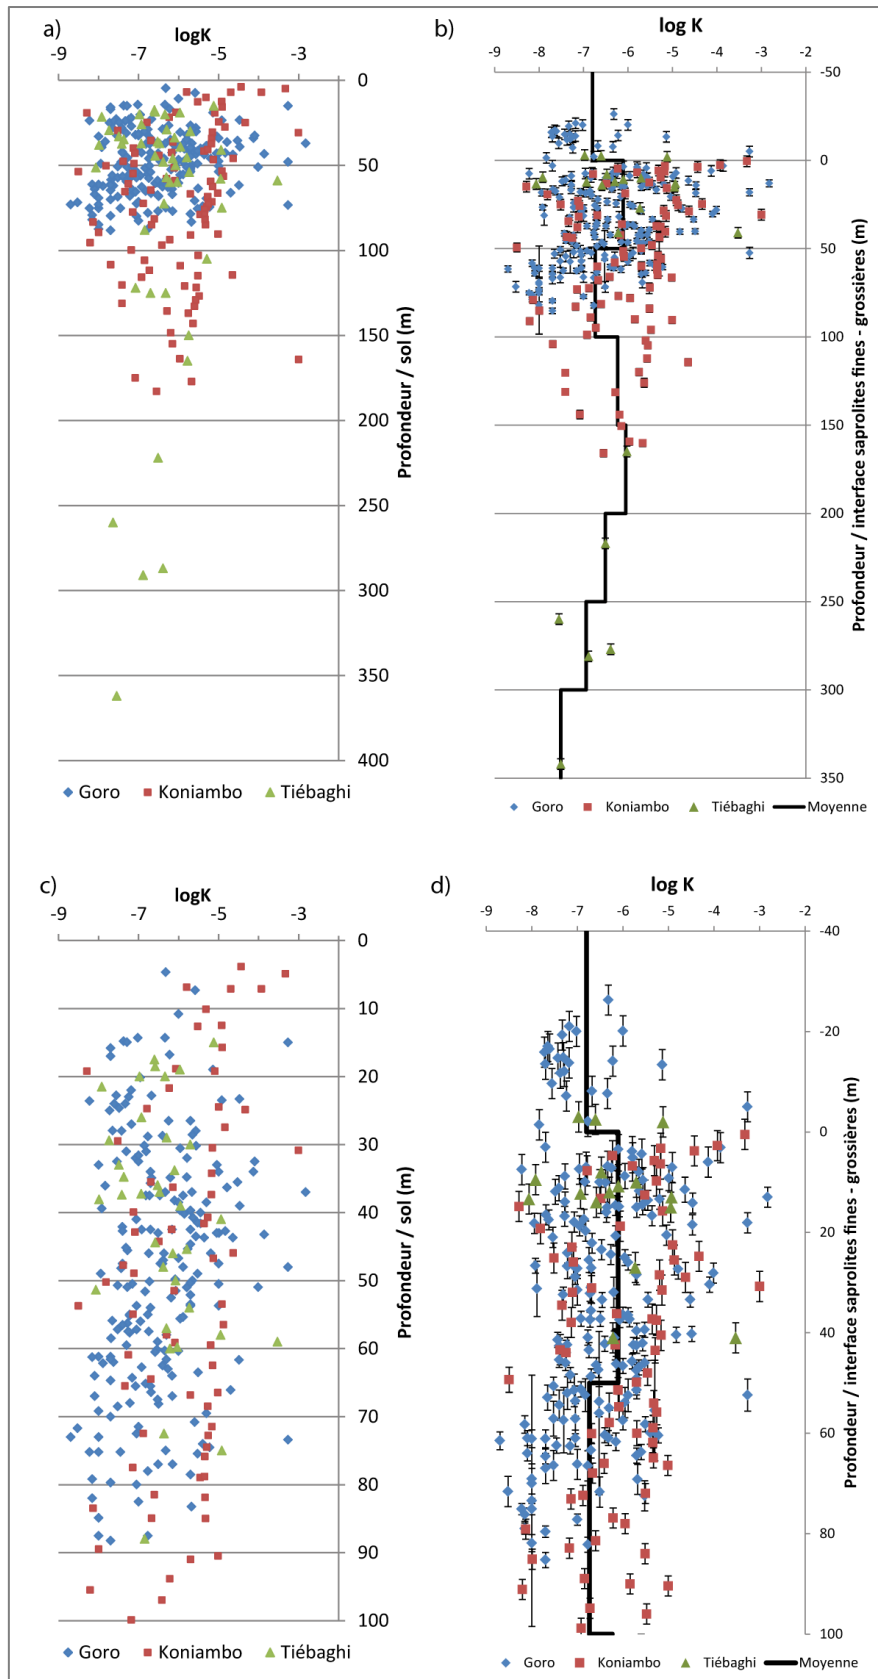 a)
logK
-9 -7 -5 -3
0
50
100
150
200
250
300
350
400
Profondeur / sol (m)
Goro Koniambo Tiébaghi
b)
log K
-9 -8 -7 -6 -5 -4 -3 -2
-50
0
50
100
150
200
250
300
350
Profondeur / interface saprolites fines - grossières (m)
Goro Koniambo Tiébaghi Moyenne
c)
logK
-9 -7 -5 -3
0
10
20
30
40
50
60
70
80
90
100
Profondeur / sol (m)
Goro Koniambo Tiébaghi
d)
log K
-9 -8 -7 -6 -5 -4 -3 -2
-40
-20
0
20
40
60
80
100
Profondeur / interface saprolites fines - grossières (m)
Goro Koniambo Tiébaghi Moyenne